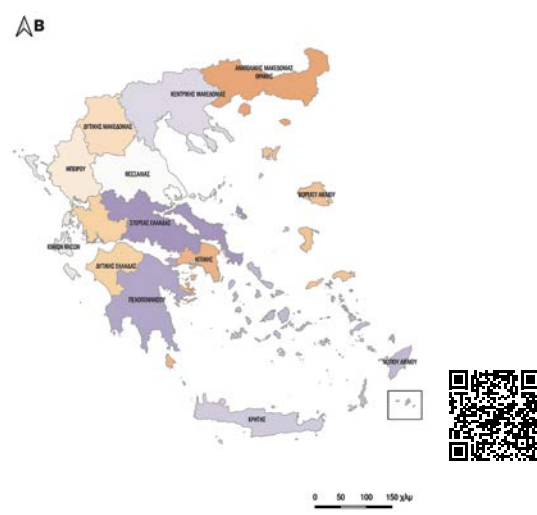 Β
ΑΝΑΤΟΛΙΚΗΣ ΜΑΚΕΔΟΝΙΑΣ
ΘΡΑΚΗΣ
ΚΕΝΤΡΙΚΗΣ ΜΑΚΕΔΟΝΙΑΣ
ΔΥΤΙΚΗΣ ΜΑΚΕΔΟΝΙΑΣ
ΗΠΕΙΡΟΥ
ΘΕΣΣΑΛΙΑΣ
ΒΟΡΕΙΟΥ ΑΙΓΑΙΟΥ
ΣΤΕΡΕΑΣ ΕΛΛΑΔΑΣ
ΙΟΝΙΩΝ ΝΗΣΩΝ
ΑΤΤΙΚΗΣ
ΔΥΤΙΚΗΣ ΕΛΛΑΔΑΣ
ΠΕΛΟΠΟΝΝΗΣΟΥ
ΝΟΤΙΟΥ ΑΙΓΑΙΟΥ
ΚΡΗΤΗΣ
0 50 100 150 χλμ